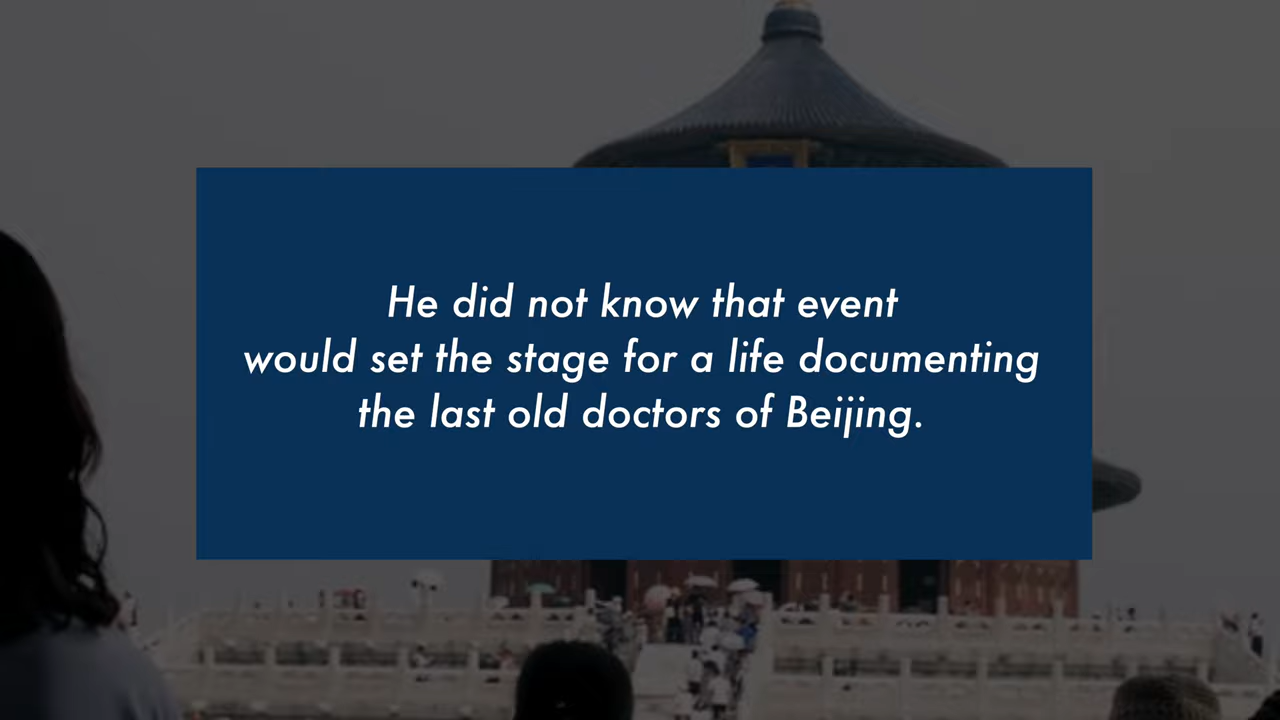 He did not know that event
would set the stage for a life documenting
the last old doctors of Beijing.